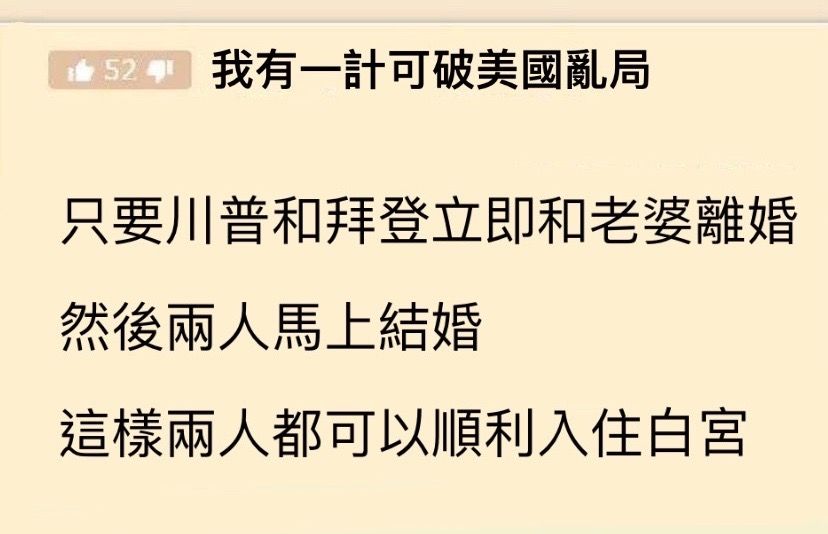 52 我有一計可破美國亂局
只要川普和拜登立即和老婆離婚
然後兩人馬上結婚
這樣兩人都可以順利入住白宮